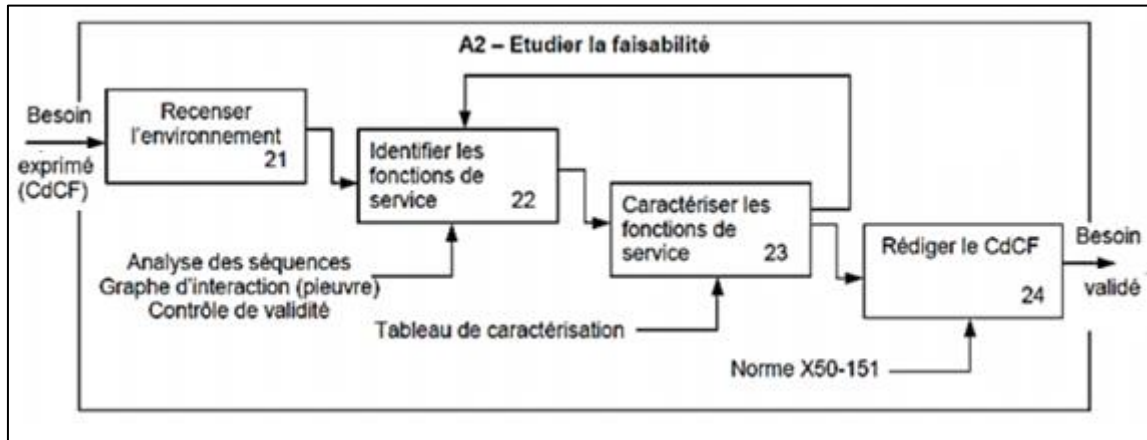 A2 – Etudier la faisabilité
Besoin
exprimé
(CdCF)
Recenser
l'environnement
21
Identifier les
fonctions de
service
22
Caractériser les
fonctions de
service
23
Rédiger le CdCF
24
Besoin
validé
Analyse des séquences
Graphe d'interaction (pieuvre)
Contrôle de validité
Tableau de caractérisation
Norme X50-151